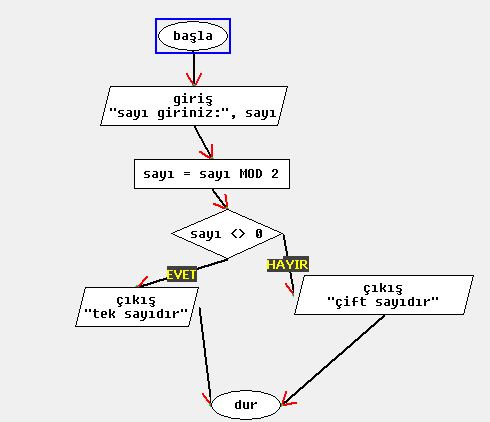 başla
giriş
"sayı giriniz:", sayı
sayı = sayı MOD 2
sayı <> 0
EVET
HAYIR
çıkış
"tek sayıdır"
çıkış
"çift sayıdır"
dur